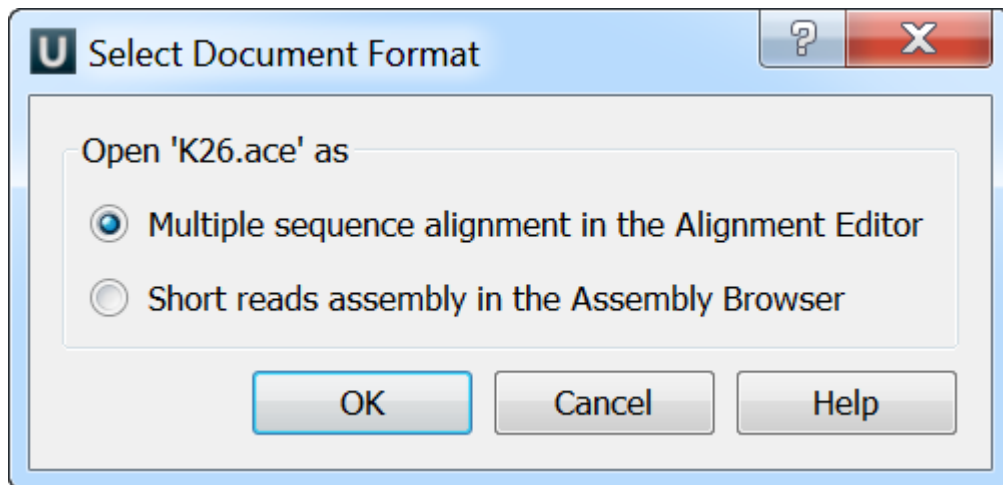 U Select Document Format ?
Open 'K26.ace' as
Multiple sequence alignment in the Alignment Editor
Short reads assembly in the Assembly Browser
OK Cancel Help